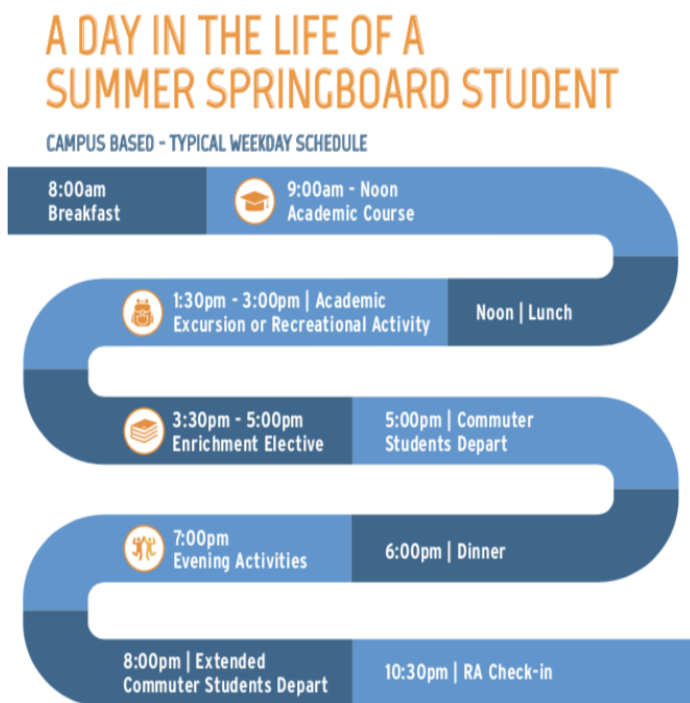 A DAY IN THE LIFE OF A
SUMMER SPRINGBOARD STUDENT
CAMPUS BASED - TYPICAL WEEKDAY SCHEDULE
8:00am
Breakfast
9:00am - Noon
Academic Course
Noon | Lunch
1:30pm - 3:00pm | Academic
Excursion or Recreational Activity
3:30pm - 5:00pm
Enrichment Elective
5:00pm | Commuter
Students Depart
6:00pm | Dinner
7:00pm
Evening Activities
8:00pm | Extended
Commuter Students Depart
10:30pm | RA Check-in